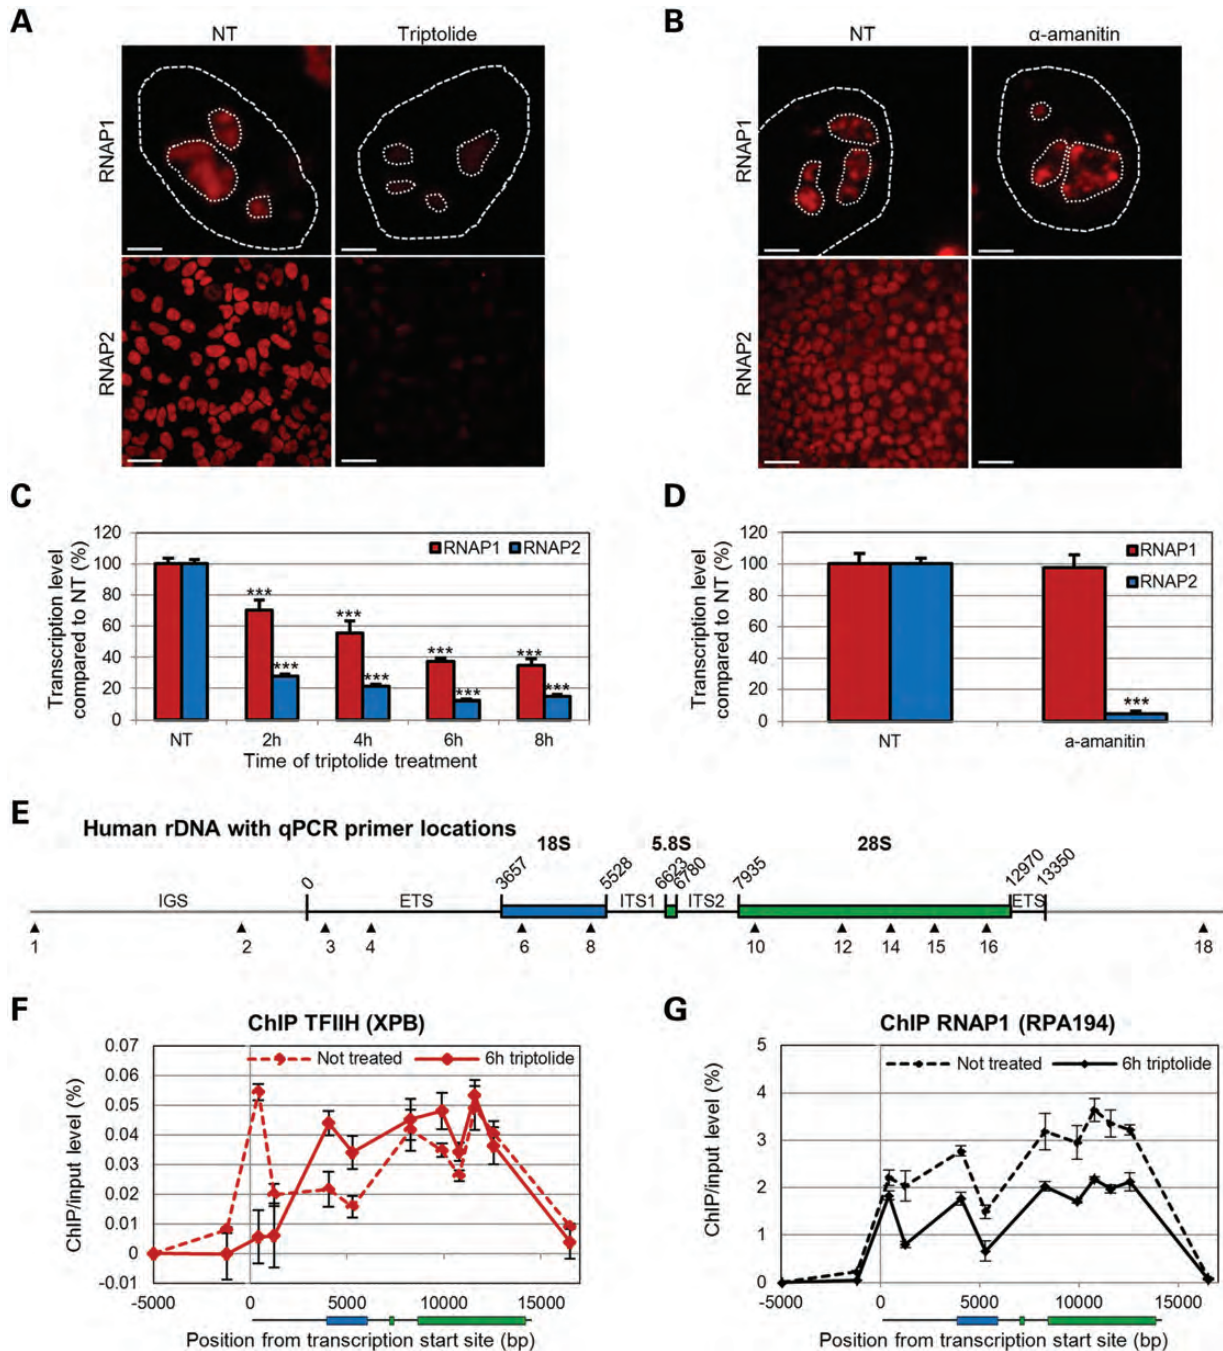 A
NT
Triptolide
RNAP1
RNAP2
B
NT
α-amanitin
RNAP1
RNAP2
C
Transcription level
compared to NT (%)
120
100
80
60
40
20
0
RNAP1
RNAP2
***
***
***
***
***
***
***
***
NT
2h
4h
6h
8h
Time of triptolide treatment
D
Transcription level
compared to NT (%)
120
100
80
60
40
20
0
RNAP1
RNAP2
***
NT
a-amanitin
E
Human rDNA with qPCR primer locations
18S
5.8S
28S
0
3657
5528
6623
6780
7935
12970
13350
IGS
ETS
ITS1
ITS2
ETS
1
2
3
4
6
8
10
12
14
15
16
18
F
ChIP TFIIH (XPB)
ChIP/input level (%)
0.07
0.06
0.05
0.04
0.03
0.02
0.01
0
-0.01
Not treated
6h triptolide
-5000
0
5000
10000
15000
Position from transcription start site (bp)
G
ChIP RNAP1 (RPA194)
ChIP/input level (%)
5
4
3
2
1
0
Not treated
6h triptolide
-5000
0
5000
10000
15000
Position from transcription start site (bp)